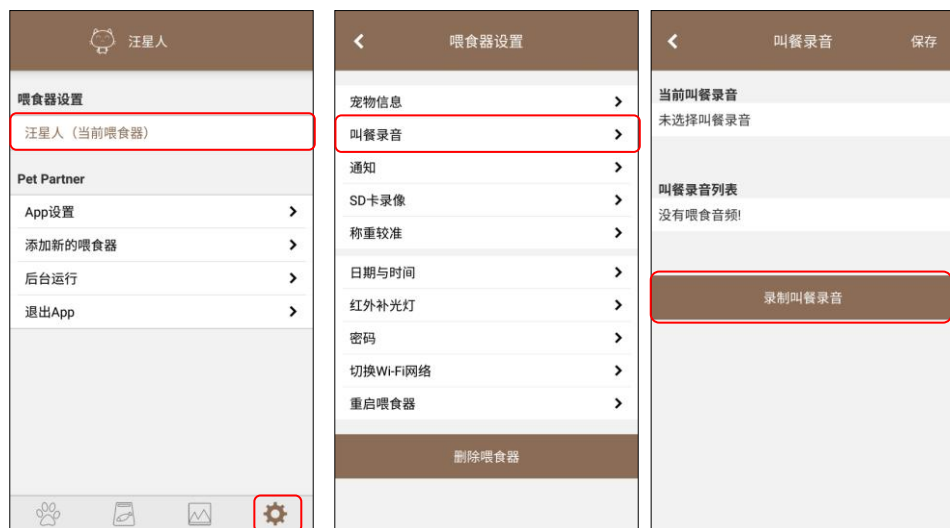 汪星人
喂食器设置
汪星人（当前喂食器）
Pet Partner
App设置
添加新的喂食器
后台运行
退出App
喂食器设置
宠物信息
叫餐录音
通知
SD卡录像
称重较准
日期与时间
红外补光灯
密码
切换Wi-Fi网络
重启喂食器
删除喂食器
叫餐录音 保存
当前叫餐录音
未选择叫餐录音
叫餐录音列表
没有喂食音频!
录制叫餐录音